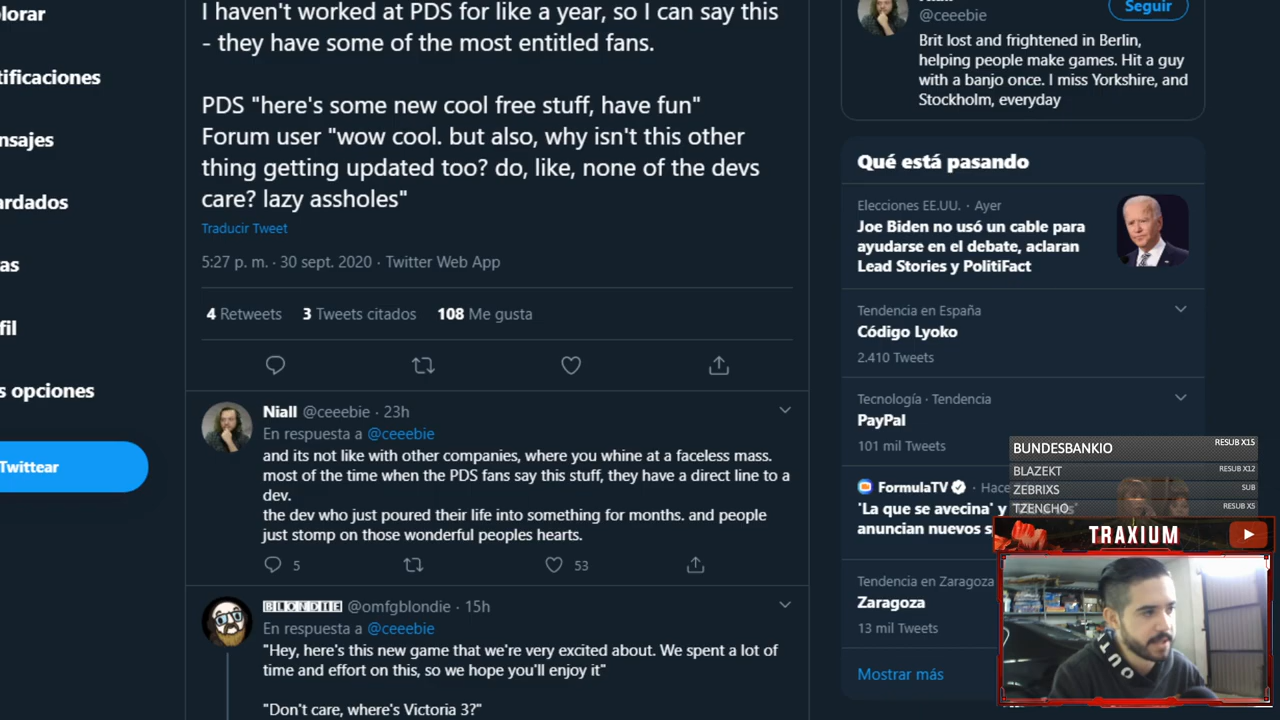 plorar
tificaciones
nsajes
ardados
as
fil
s opciones
Twittear
I haven't worked at PDS for like a year, so I can say this
- they have some of the most entitled fans.
PDS "here's some new cool free stuff, have fun"
Forum user "wow cool. but also, why isn't this other
thing getting updated too? do, like, none of the devs
care? lazy assholes"
Traducir Tweet
5:27 p. m. · 30 sept. 2020 · Twitter Web App
4 Retweets 3 Tweets citados 108 Me gusta
Niall @ceeebie · 23h
En respuesta a @ceeebie
and its not like with other companies, where you whine at a faceless mass.
most of the time when the PDS fans say this stuff, they have a direct line to a
dev.
the dev who just poured their life into something for months. and people
just stomp on those wonderful peoples hearts.
5 53
BLONDIE @omfgblondie · 15h
En respuesta a @ceeebie
"Hey, here's this new game that we're very excited about. We spent a lot of
time and effort on this, so we hope you'll enjoy it"
"Don't care, where's Victoria 3?"
@ceeebie
Seguir
Brit lost and frightened in Berlin,
helping people make games. Hit a guy
with a banjo once. I miss Yorkshire, and
Stockholm, everyday
Qué está pasando
Elecciones EE.UU. · Ayer
Joe Biden no usó un cable para
ayudarse en el debate, aclaran
Lead Stories y PolitiFact
Tendencia en España
Código Lyoko
2.410 Tweets
Tecnología · Tendencia
PayPal
101 mil Tweets
FormulaTV Hace
'La que se avecina' y
anuncian nuevos s
Tendencia en Zaragoza
Zaragoza
13 mil Tweets
Mostrar más
BUNDESBANKIO RESUB X15
BLAZEKT RESUB X12
ZEBRIXS SUB
TZENCHO RESUB X5
TRAXIUM
OUT